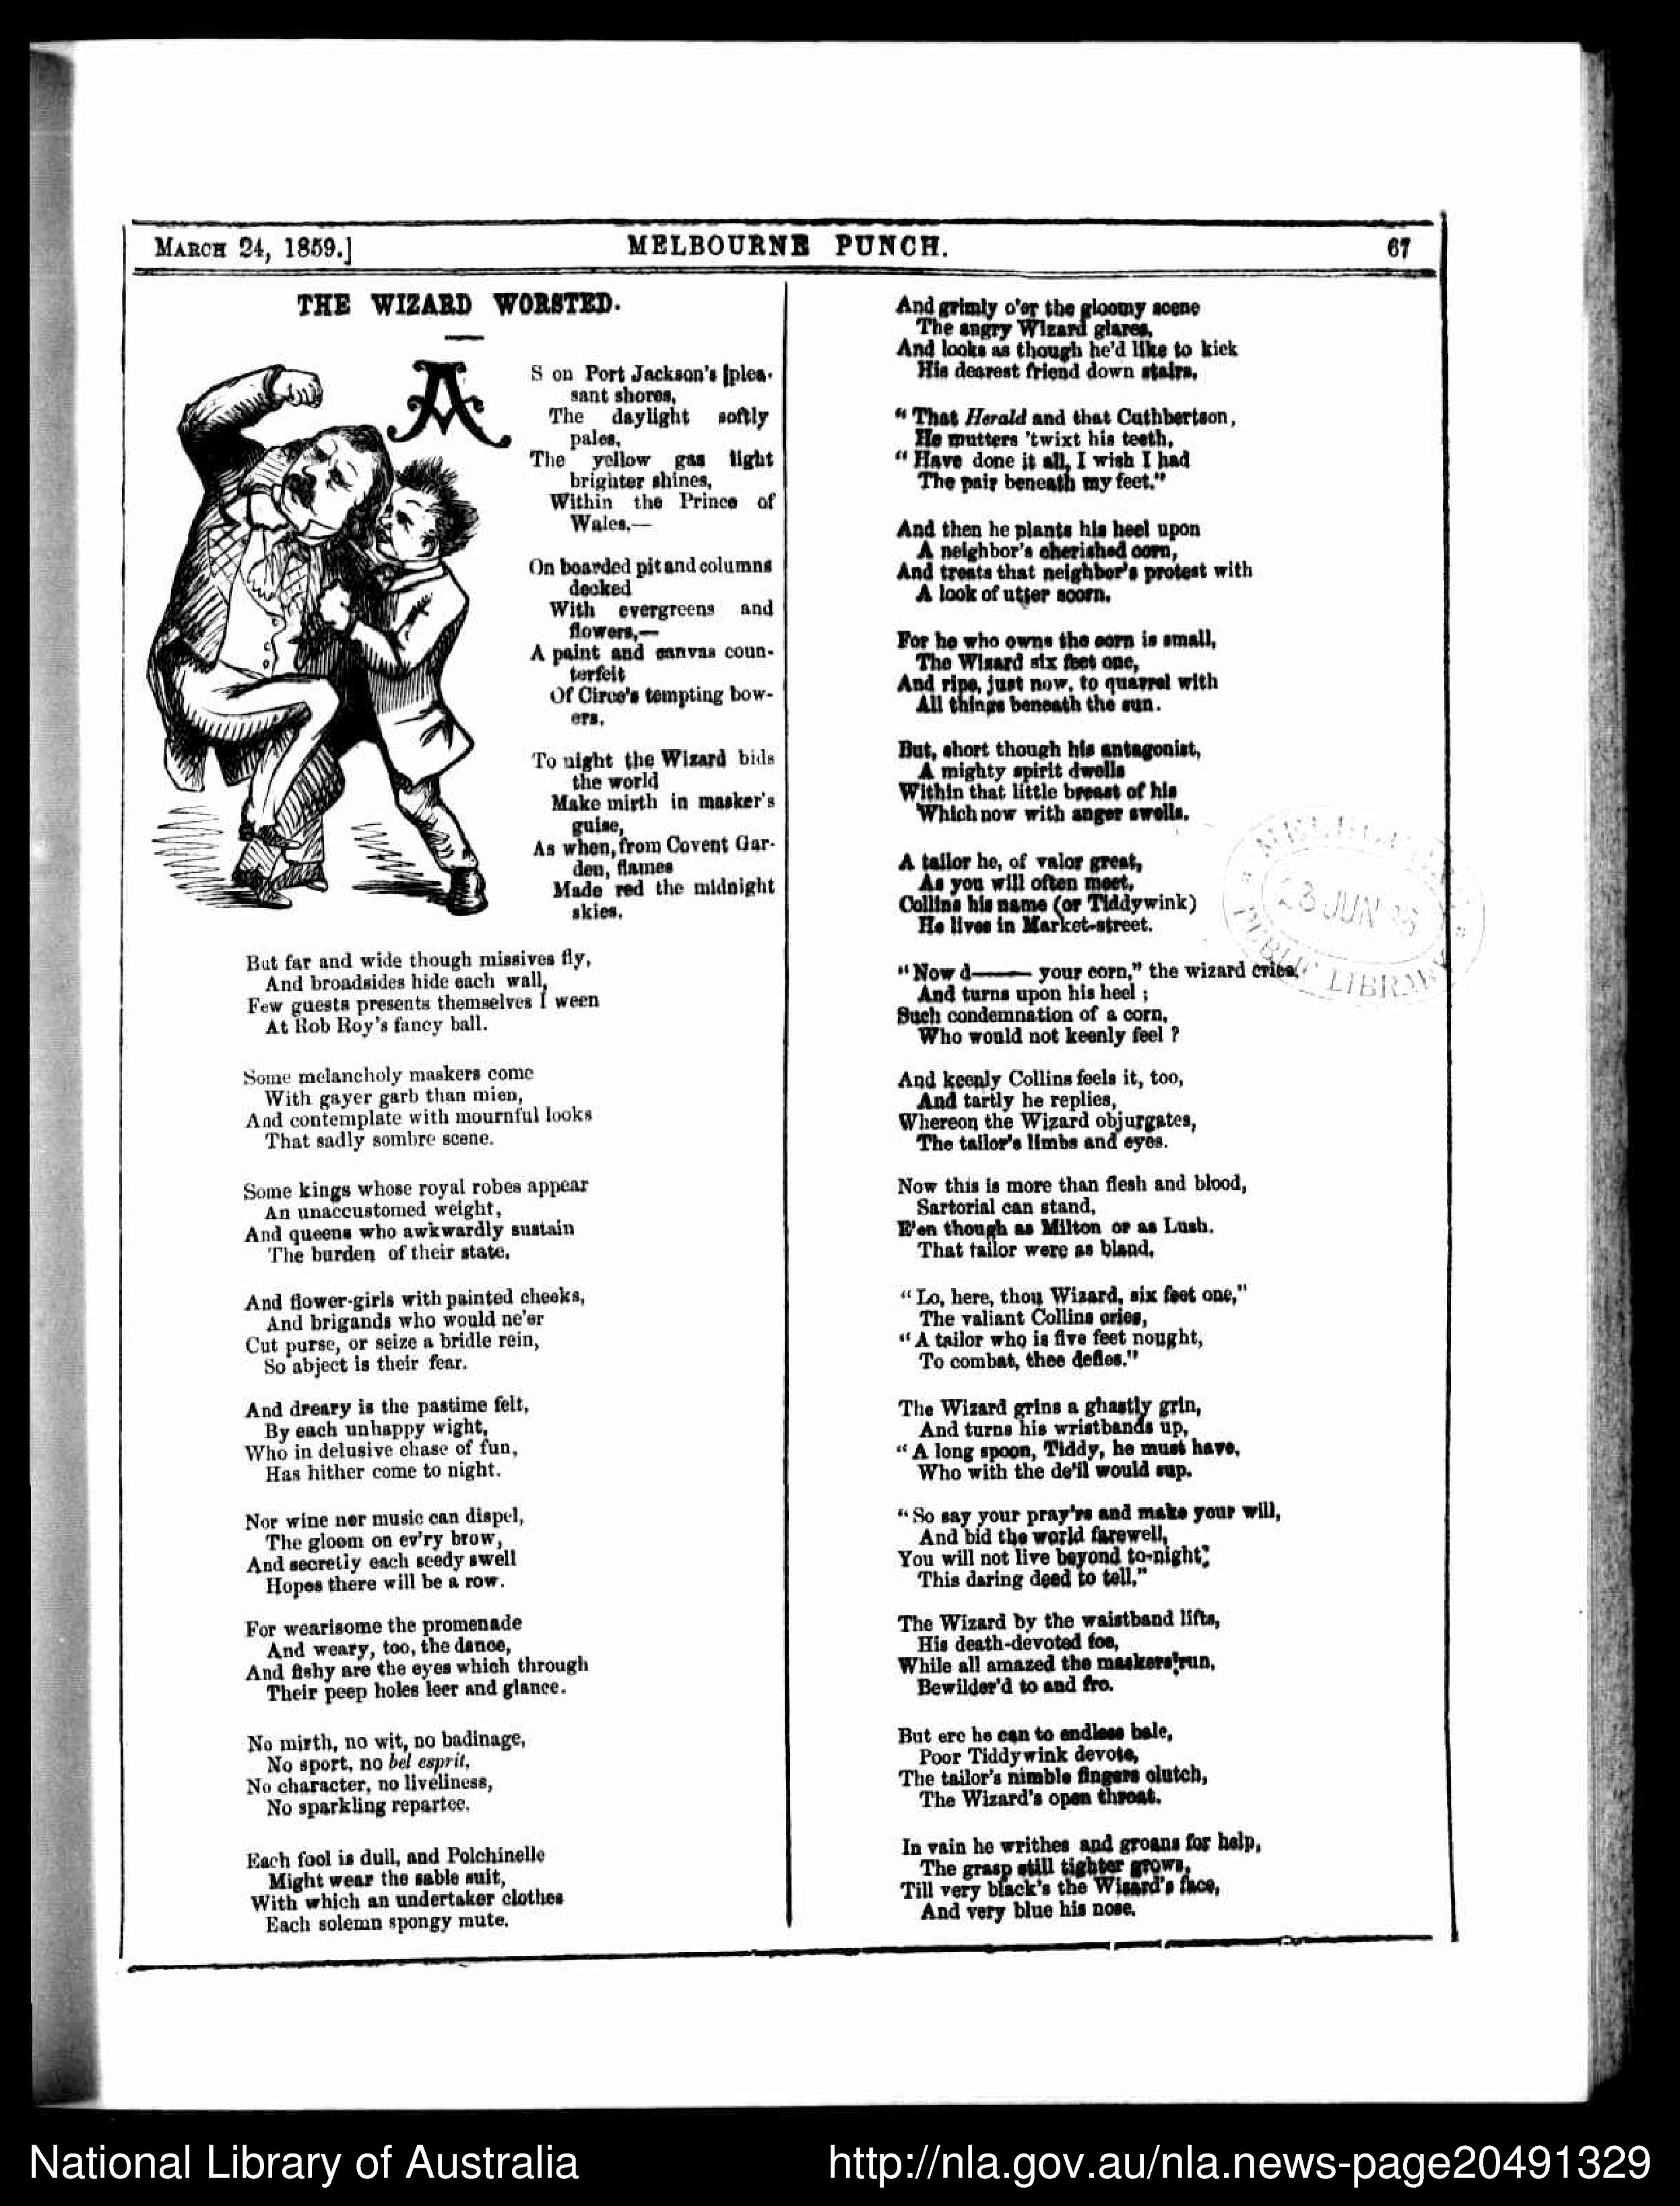 MARCH 24, 1859.]
MELBOURNE PUNCH.
67
THE WIZARD WORSTED.
AS on Port Jackson's [plea-
sant shores,
The daylight softly
pales,
The yellow gas light
brighter shines,
Within the Prince of
Wales,—
On boarded pit and columns
decked
With evergreens and
flowers,—
A paint and canvas coun-
terfeit
Of Circe's tempting bow-
ers,
To night the Wizard bids
the world
Make mirth in masker's
guise,
As when, from Covent Gar-
den, flames
Made red the midnight
skies.
But far and wide though missives fly,
And broadsides hide each wall,
Few guests presents themselves I ween
At Rob Roy's fancy ball.
Some melancholy maskers come
With gayer garb than mien,
And contemplate with mournful looks
That sadly sombre scene.
Some kings whose royal robes appear
An unaccustomed weight,
And queens who awkwardly sustain
The burden of their state,
And flower-girls with painted cheeks,
And brigands who would ne'er
Cut purse, or seize a bridle rein,
So abject is their fear.
And dreary is the pastime felt,
By each unhappy wight,
Who in delusive chase of fun,
Has hither come to night.
Nor wine nor music can dispel,
The gloom on ev'ry brow,
And secretly each seedy swell
Hopes there will be a row.
For wearisome the promenade
And weary, too, the dance,
And fishy are the eyes which through
Their peep holes leer and glance.
No mirth, no wit, no badinage,
No sport, no bel esprit,
No character, no liveliness,
No sparkling repartee.
Each fool is dull, and Polchinelle
Might wear the sable suit,
With which an undertaker clothes
Each solemn spongy mute.
And grimly o'er the gloomy scene
The angry Wizard glares,
And looks as though he'd like to kick
His dearest friend down stairs.
" That Herald and that Cuthbertson,
He mutters 'twixt his teeth,
" Have done it all, I wish I had
The pair beneath my feet."
And then he plants his heel upon
A neighbor's cherished corn,
And treats that neighbor's protest with
A look of utter scorn.
For he who owns the corn is small,
The Wizard six feet one,
And ripe, just now, to quarrel with
All things beneath the sun.
But, short though his antagonist,
A mighty spirit dwells
Within that little breast of his
Which now with anger swells.
A tailor he, of valor great,
As you will often meet,
Collins his name (or Tiddywink)
He lives in Market-street.
"Now d—— your corn," the wizard cries,
And turns upon his heel ;
Such condemnation of a corn,
Who would not keenly feel ?
And keenly Collins feels it, too,
And tartly he replies,
Whereon the Wizard objurgates,
The tailor's limbs and eyes.
Now this is more than flesh and blood,
Sartorial can stand,
E'en though as Milton or as Lush.
That tailor were as bland,
" Lo, here, thou Wizard, six feet one,"
The valiant Collins cries,
" A tailor who is five feet nought,
To combat, thee defies."
The Wizard grins a ghastly grin,
And turns his wristbands up,
" A long spoon, Tiddy, he must have,
Who with the de'il would sup.
" So say your pray'rs and make your will,
And bid the world farewell,
You will not live beyond to-night;
This daring deed to tell,"
The Wizard by the waistband lifts,
His death-devoted foe,
While all amazed the maskers run,
Bewilder'd to and fro.
But ere he can to endless bale,
Poor Tiddywink devote,
The tailor's nimble fingers clutch,
The Wizard's open throat.
In vain he writhes and groans for help,
The grasp still tighter grows,
Till very black's the Wizard's face,
And very blue his nose.
MELBOURNE
23 JUN
PUBLIC LIBRARY
National Library of Australia
http://nla.gov.au/nla.news-page20491329